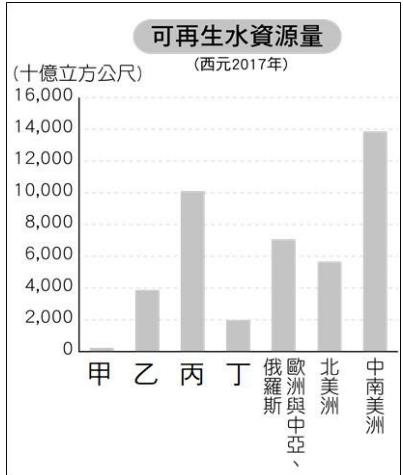 可再生水資源量
(西元2017年)
(十億立方公尺)
16,000
14,000
12,000
10,000
8,000
6,000
4,000
2,000
0
甲
乙
丙
丁
歐洲與中亞、
俄羅斯
北美洲
中南美洲